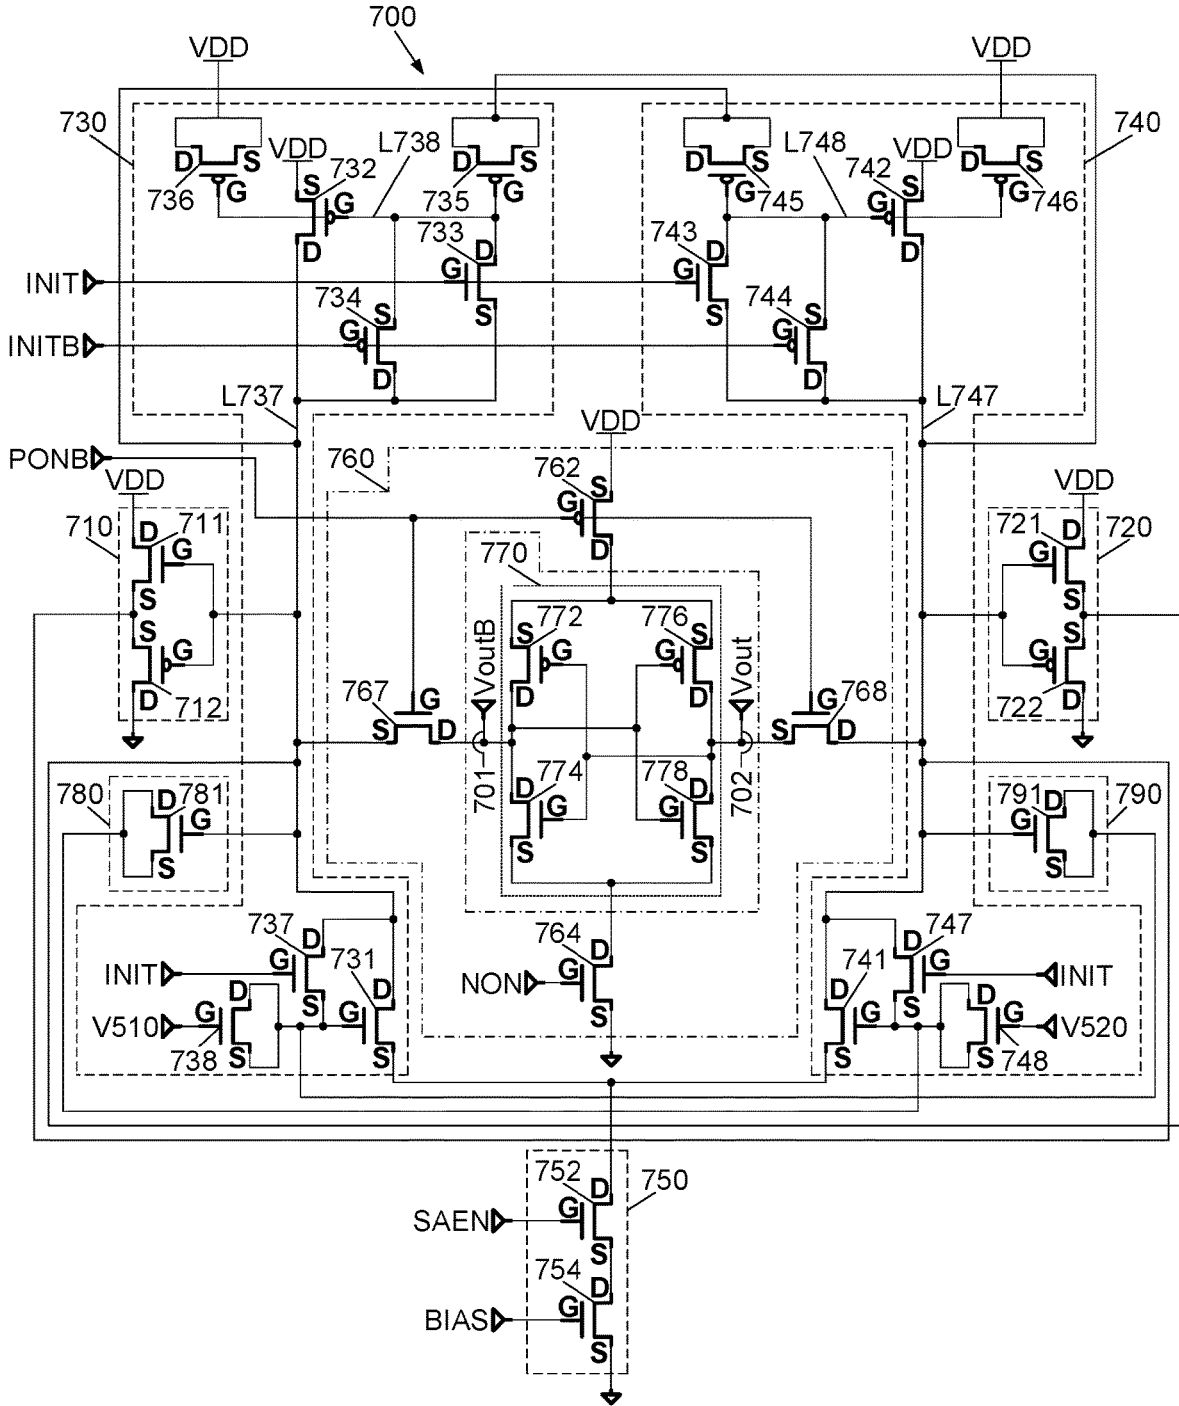 700
VDD
VDD
730
740
D
S
D
S
D
S
D
S
VDD
732
L738
L748
742
VDD
736
G
S
G
735
G
G
745
G
S
G
746
D
733
D
743
D
D
INIT
G
G
734
S
S
744
S
S
INITB
G
G
D
D
L737
L747
VDD
PONB
760
762
S
G
D
VDD
VDD
710
D
711
G
770
721
D
720
G
S
S
772
776
S
S
S
S
G
VoutB
G
G
Vout
G
D
712
767
G
D
D
G
768
722
D
S
D
S
D
701
774
778
702
780
D
781
D
D
791
D
790
G
G
G
G
S
S
S
S
737
D
764
D
D
747
INIT
G
731
NON
G
741
G
INIT
D
S
D
S
D
S
D
V510
G
G
G
G
V520
738
S
S
S
S
748
752
D
750
SAEN
G
S
754
D
BIAS
G
S